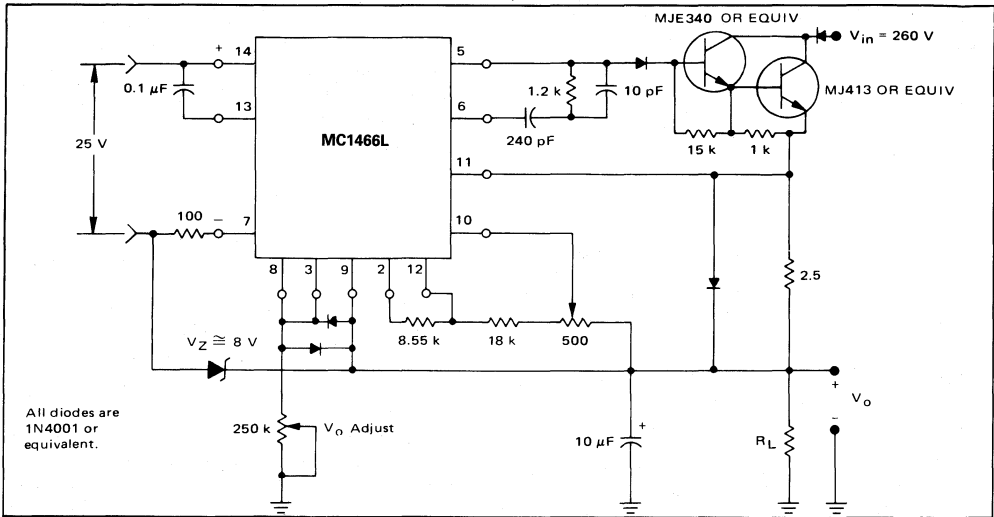 MJE340 OR EQUIV
V_in = 260 V
+ 14
5
0.1 μF
1.2 k
10 pF
13
6
MJ413 OR EQUIV
25 V
MC1466L
240 pF
15 k
1 k
11
100
− 7
10
8 3 9 2 12
2.5
8.55 k
18 k
500
V_Z ≅ 8 V
+
V_o
All diodes are
1N4001 or
equivalent.
250 k
V_o Adjust
10 μF
+
R_L
−